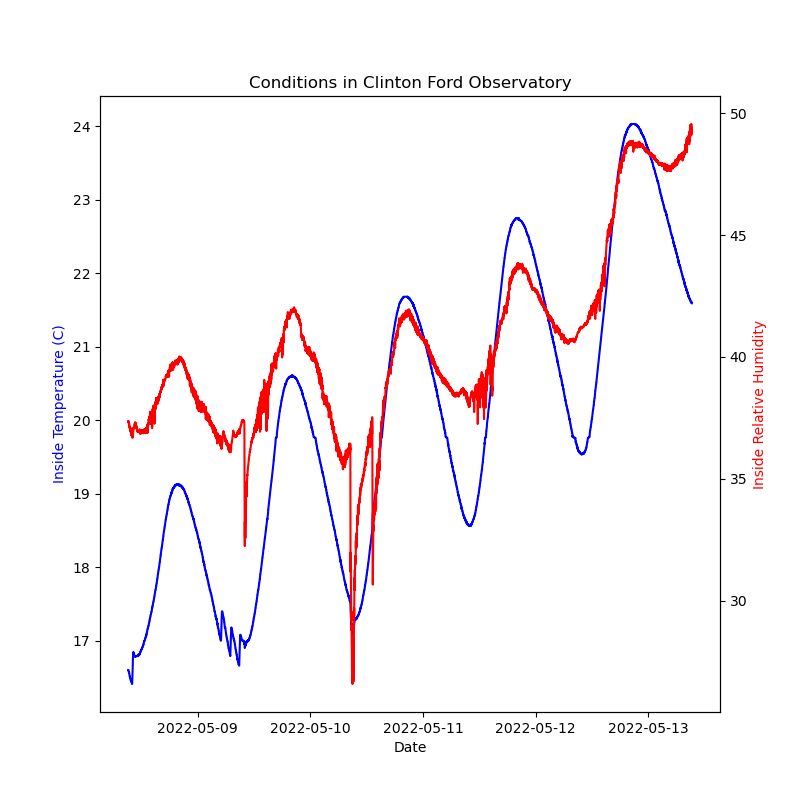 Conditions in Clinton Ford Observatory
24
23
22
21
20
19
18
17
Inside Temperature (C)
50
45
40
35
30
Inside Relative Humidity
2022-05-09 2022-05-10 2022-05-11 2022-05-12 2022-05-13
Date